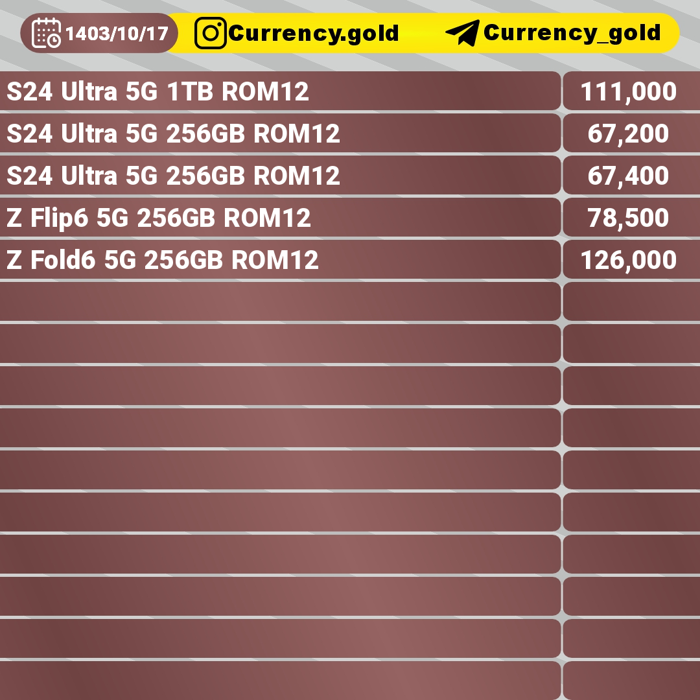 1403/10/17 Currency.gold Currency_gold
S24 Ultra 5G 1TB ROM12 111,000
S24 Ultra 5G 256GB ROM12 67,200
S24 Ultra 5G 256GB ROM12 67,400
Z Flip6 5G 256GB ROM12 78,500
Z Fold6 5G 256GB ROM12 126,000